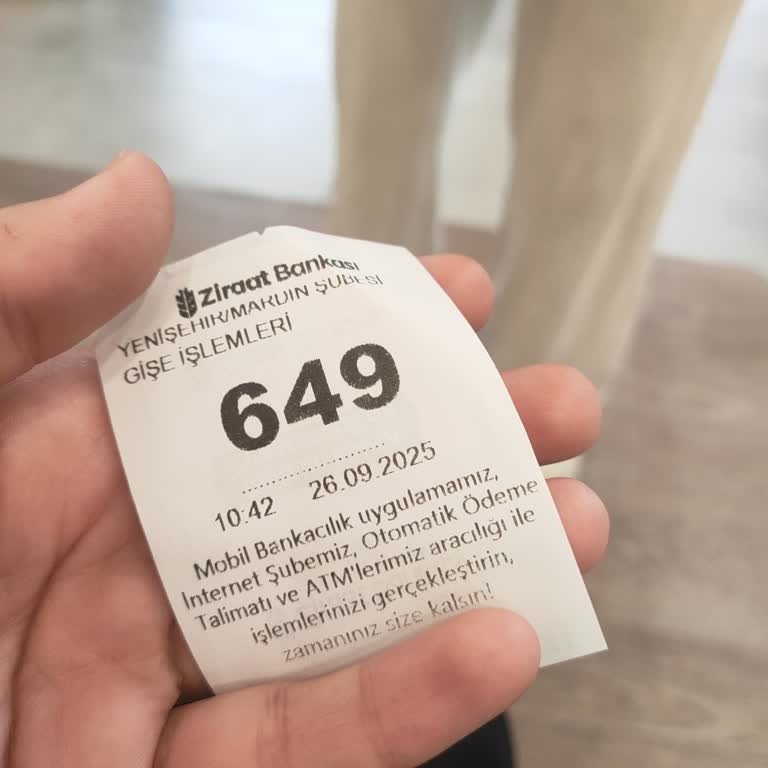 Ziraat Bankası
YENİŞEHİR/MARDİN ŞUBESİ
GİŞE İŞLEMLERİ
649
10:42 26.09.2025
Mobil Bankacılık uygulamamız,
Internet Şubemiz, Otomatik Ödeme
Talimatı ve ATM'lerimiz aracılığı ile
işlemlerinizi gerçekleştirin,
zamanınız size kalsın!